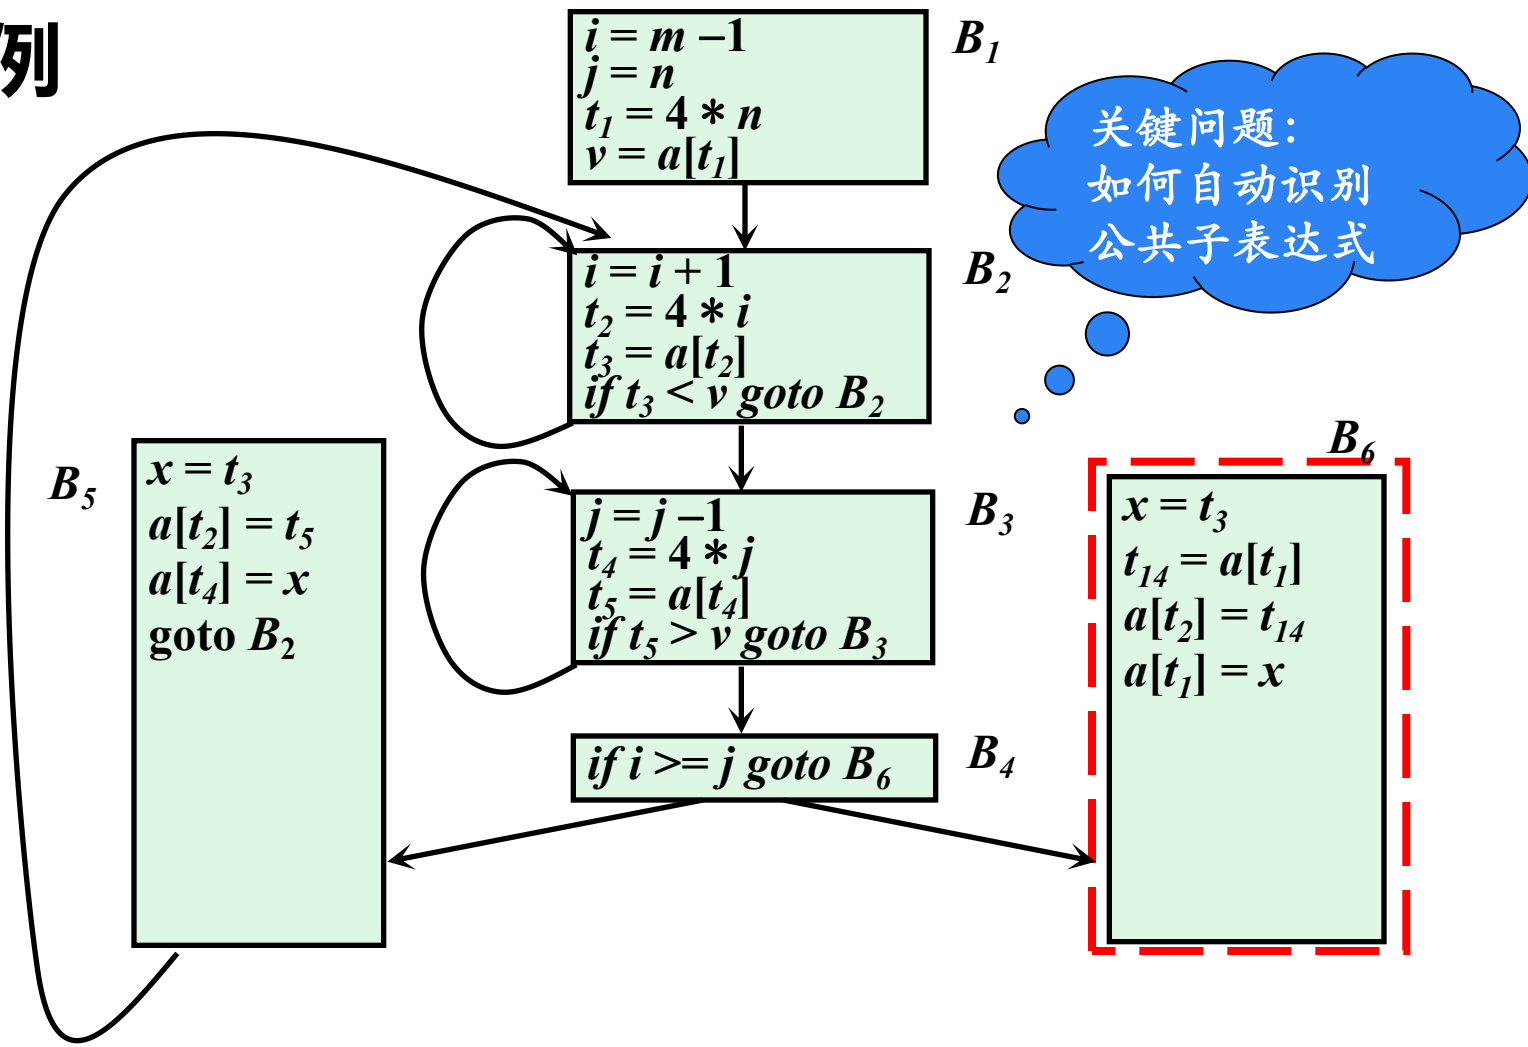 例
i = m −1
j = n
t₁ = 4 * n
v = a[t₁]
B₁
关键问题：
如何自动识别
公共子表达式
i = i + 1
t₂ = 4 * i
t₃ = a[t₂]
if t₃ < v goto B₂
B₂
j = j −1
t₄ = 4 * j
t₅ = a[t₄]
if t₅ > v goto B₃
B₃
if i >= j goto B₆
B₄
B₅
x = t₃
a[t₂] = t₅
a[t₄] = x
goto B₂
B₆
x = t₃
t₁₄ = a[t₁]
a[t₂] = t₁₄
a[t₁] = x